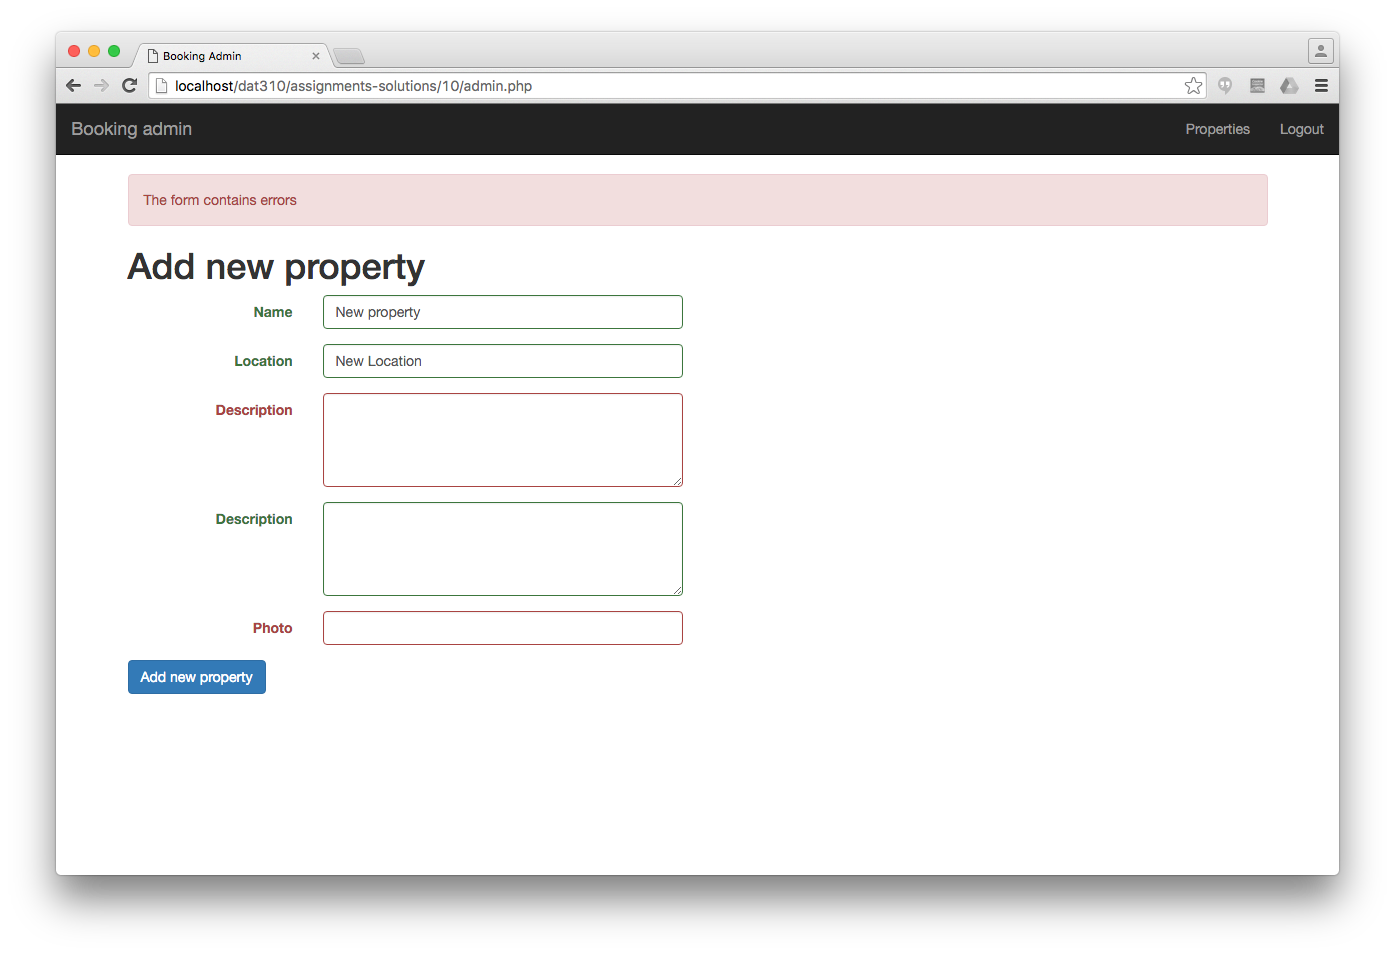 Booking Admin
localhost/dat310/assignments-solutions/10/admin.php
Booking admin Properties Logout
The form contains errors
Add new property
Name New property
Location New Location
Description
Description
Photo
Add new property